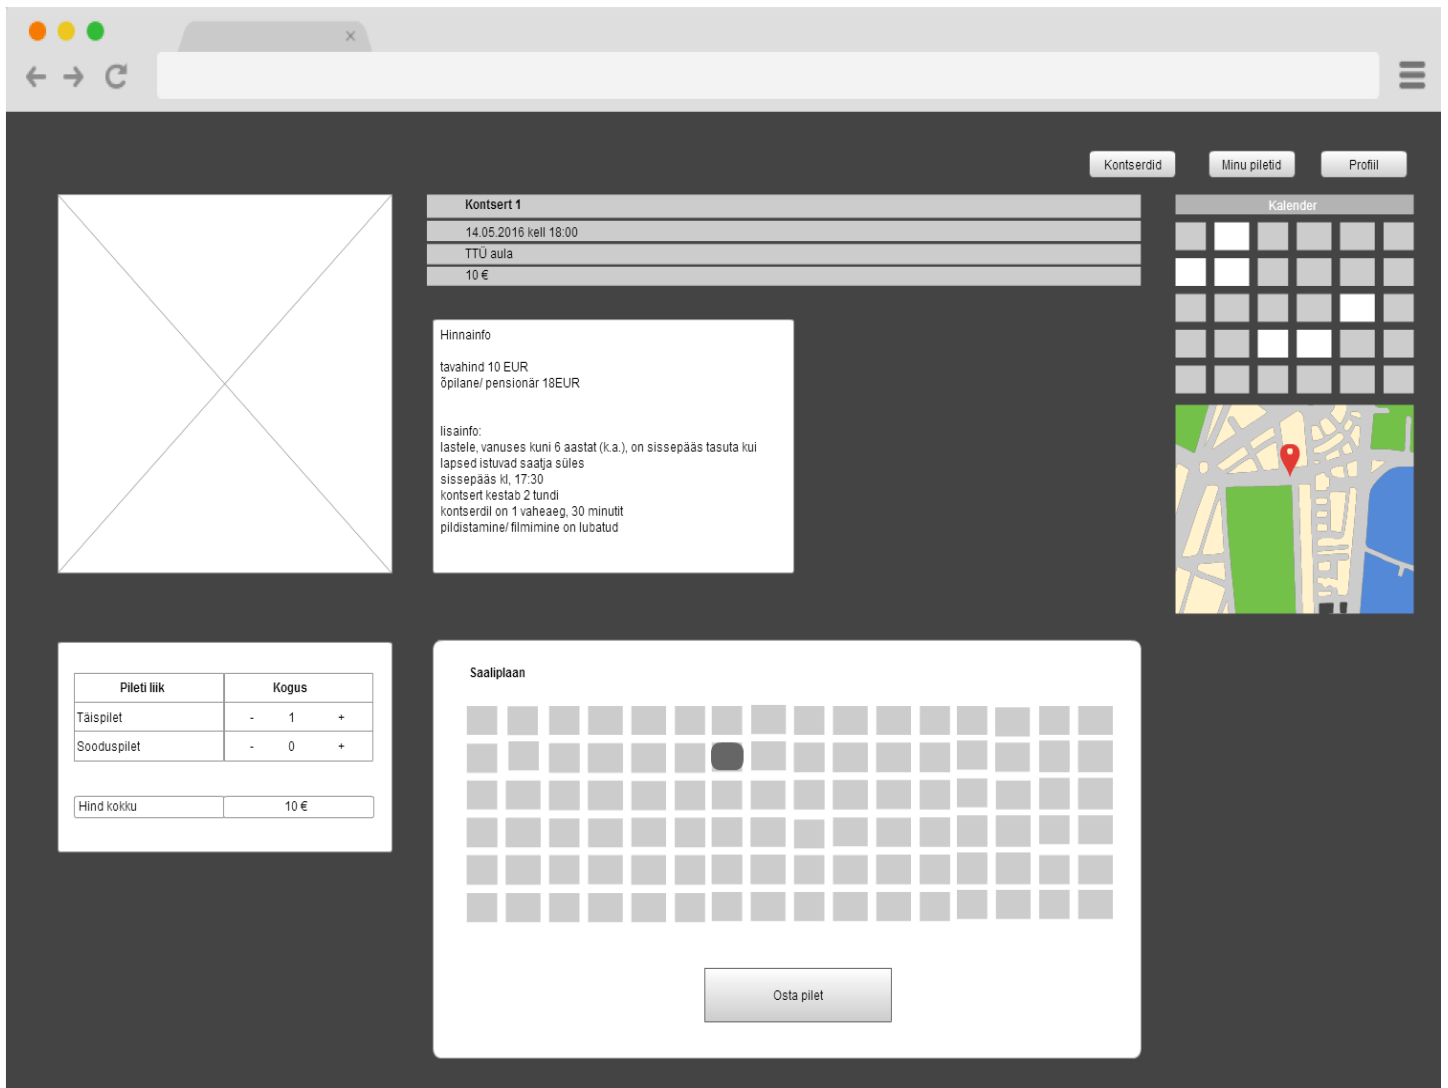 Kontserdid
Minu piletid
Profiil
Kontsert 1
14.05.2016 kell 18:00
TTÜ aula
10 €
Kalender
Hinnainfo
tavahind 10 EUR
õpilane/ pensionär 18EUR
lisainfo:
lastele, vanuses kuni 6 aastat (k.a.), on sissepääs tasuta kui
lapsed istuvad saatja süles
sissepääs kl, 17:30
kontsert kestab 2 tundi
kontserdil on 1 vaheaeg, 30 minutit
pildistamine/ filmimine on lubatud
Pileti liik Kogus
Täispilet - 1 +
Sooduspilet - 0 +
Hind kokku 10 €
Saaliplaan
Osta pilet